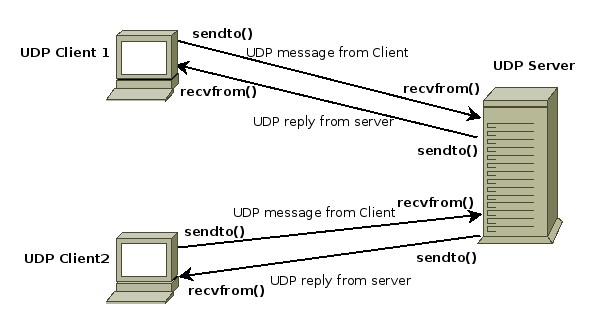 sendto()
UDP Client 1
UDP message from Client
UDP Server
recvfrom()
recvfrom()
UDP reply from server
sendto()
recvfrom()
UDP message from Client
sendto()
UDP Client2
sendto()
UDP reply from server
recvfrom()